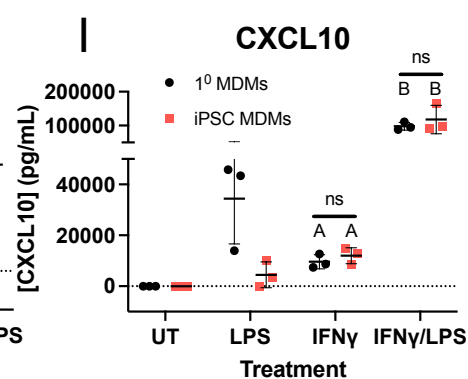 I
CXCL10
1⁰ MDMs
iPSC MDMs
ns
B B
ns
A A
[CXCL10] (pg/mL)
200000
100000
40000
20000
0
PS
UT LPS IFNγ IFNγ/LPS
Treatment